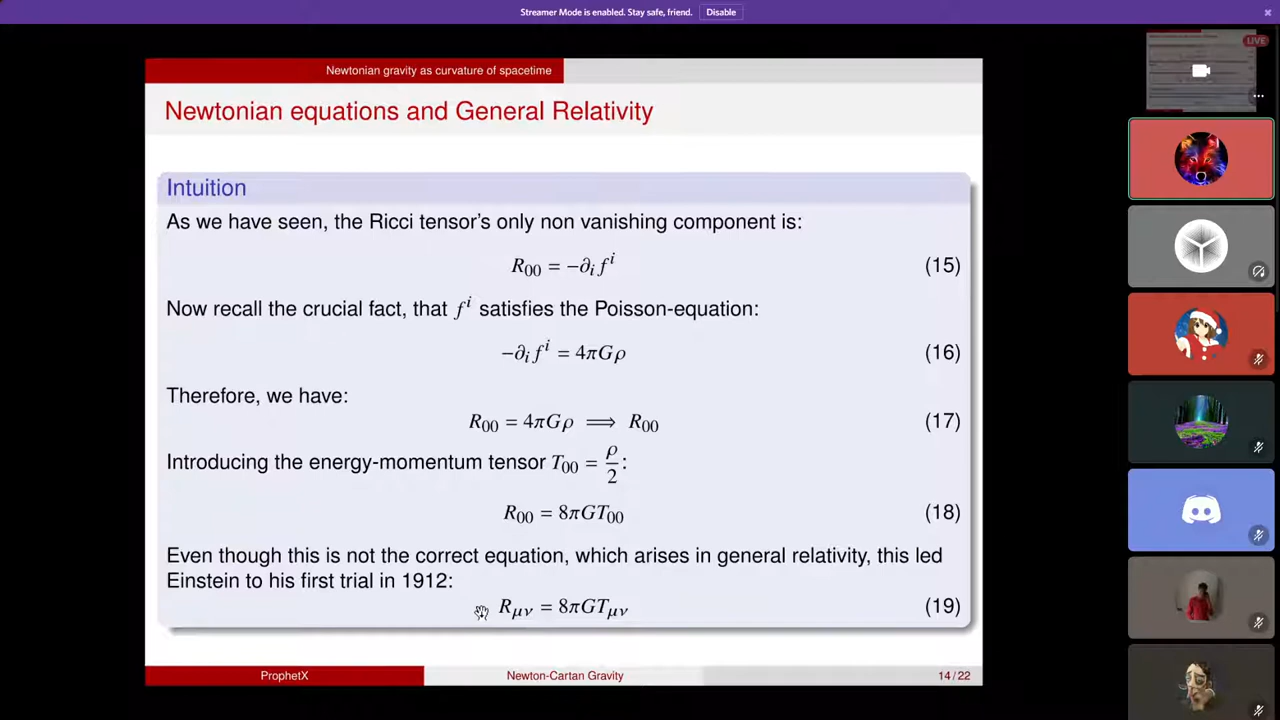 Streamer Mode is enabled. Stay safe, friend. Disable
LIVE
Newtonian gravity as curvature of spacetime
Newtonian equations and General Relativity
Intuition
As we have seen, the Ricci tensor's only non vanishing component is:
R₀₀ = −∂ᵢ fⁱ (15)
Now recall the crucial fact, that fⁱ satisfies the Poisson-equation:
−∂ᵢ fⁱ = 4πGρ (16)
Therefore, we have:
R₀₀ = 4πGρ ⟹ R₀₀ (17)
Introducing the energy-momentum tensor T₀₀ = ρ/2:
R₀₀ = 8πGT₀₀ (18)
Even though this is not the correct equation, which arises in general relativity, this led
Einstein to his first trial in 1912:
R_μν = 8πGT_μν (19)
ProphetX Newton-Cartan Gravity 14/22